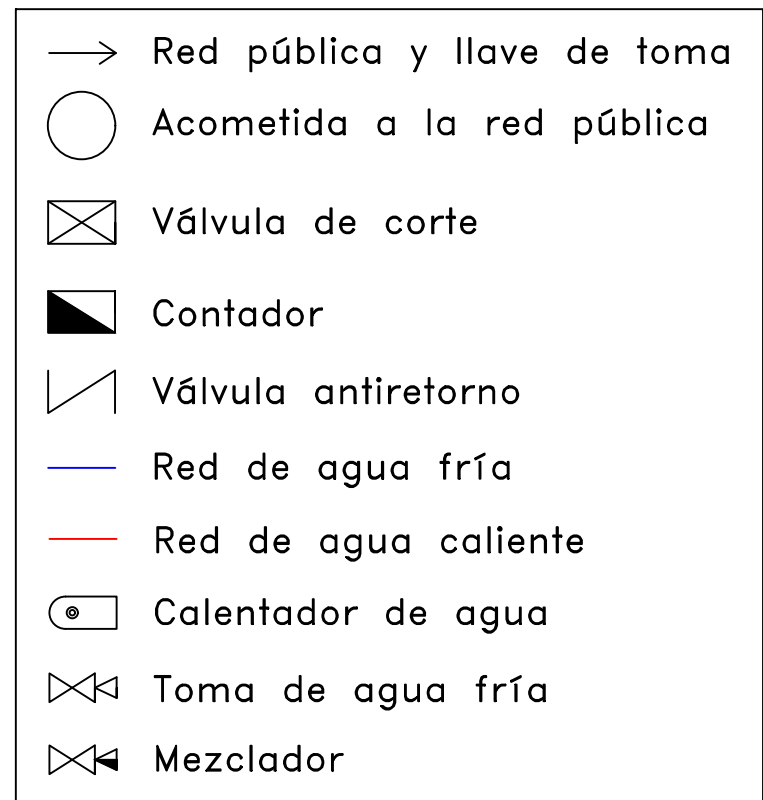 Red pública y llave de toma
Acometida a la red pública
Válvula de corte
Contador
Válvula antiretorno
Red de agua fría
Red de agua caliente
Calentador de agua
Toma de agua fría
Mezclador